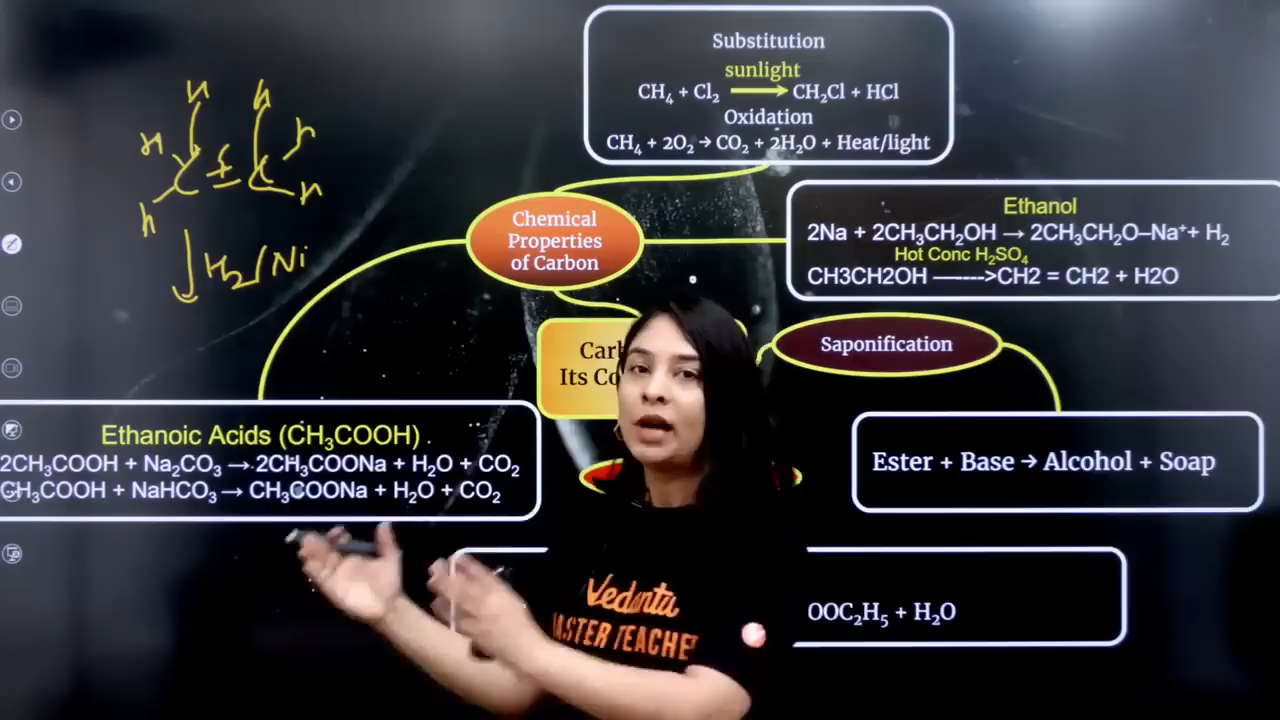 Substitution
sunlight
CH₄ + Cl₂ → CH₂Cl + HCl
Oxidation
CH₄ + 2O₂ → CO₂ + 2H₂O + Heat/light
H H
H C = C H
h H
H₂/Ni
Chemical
Properties
of Carbon
Ethanol
2Na + 2CH₃CH₂OH → 2CH₃CH₂O–Na⁺+ H₂
Hot Conc H₂SO₄
CH3CH2OH ––---->CH2 = CH2 + H2O
Its
Saponification
Ester + Base → Alcohol + Soap
Ethanoic Acids (CH₃COOH) .
2CH₃COOH + Na₂CO₃ → 2CH₃COONa + H₂O + CO₂
CH₃COOH + NaHCO₃ → CH₃COONa + H₂O + CO₂
OOC₂H₅ + H₂O
Vedantu
MASTER TEACHER